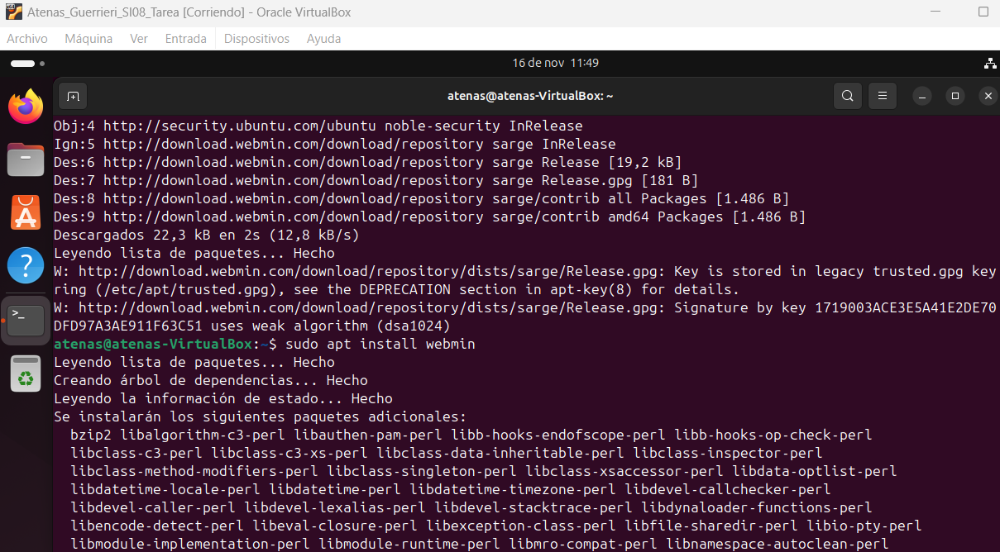 Atenas_Guerrieri_SI08_Tarea [Corriendo] - Oracle VirtualBox
Archivo Máquina Ver Entrada Dispositivos Ayuda
16 de nov 11:49
atenas@atenas-VirtualBox: ~
Obj:4 http://security.ubuntu.com/ubuntu noble-security InRelease
Ign:5 http://download.webmin.com/download/repository sarge InRelease
Des:6 http://download.webmin.com/download/repository sarge Release [19,2 kB]
Des:7 http://download.webmin.com/download/repository sarge Release.gpg [181 B]
Des:8 http://download.webmin.com/download/repository sarge/contrib all Packages [1.486 B]
Des:9 http://download.webmin.com/download/repository sarge/contrib amd64 Packages [1.486 B]
Descargados 22,3 kB en 2s (12,8 kB/s)
Leyendo lista de paquetes... Hecho
W: http://download.webmin.com/download/repository/dists/sarge/Release.gpg: Key is stored in legacy trusted.gpg key
ring (/etc/apt/trusted.gpg), see the DEPRECATION section in apt-key(8) for details.
W: http://download.webmin.com/download/repository/dists/sarge/Release.gpg: Signature by key 1719003ACE3E5A41E2DE70
DFD97A3AE911F63C51 uses weak algorithm (dsa1024)
atenas@atenas-VirtualBox:~$ sudo apt install webmin
Leyendo lista de paquetes... Hecho
Creando árbol de dependencias... Hecho
Leyendo la información de estado... Hecho
Se instalarán los siguientes paquetes adicionales:
bzip2 libalgorithm-c3-perl libauthen-pam-perl libb-hooks-endofscope-perl libb-hooks-op-check-perl
libclass-c3-perl libclass-c3-xs-perl libclass-data-inheritable-perl libclass-inspector-perl
libclass-method-modifiers-perl libclass-singleton-perl libclass-xsaccessor-perl libdata-optlist-perl
libdatetime-locale-perl libdatetime-perl libdatetime-timezone-perl libdevel-callchecker-perl
libdevel-caller-perl libdevel-lexalias-perl libdevel-stacktrace-perl libdynaloader-functions-perl
libencode-detect-perl libeval-closure-perl libexception-class-perl libfile-sharedir-perl libio-pty-perl
libmodule-implementation-perl libmodule-runtime-perl libmro-compat-perl libnamespace-autoclean-perl